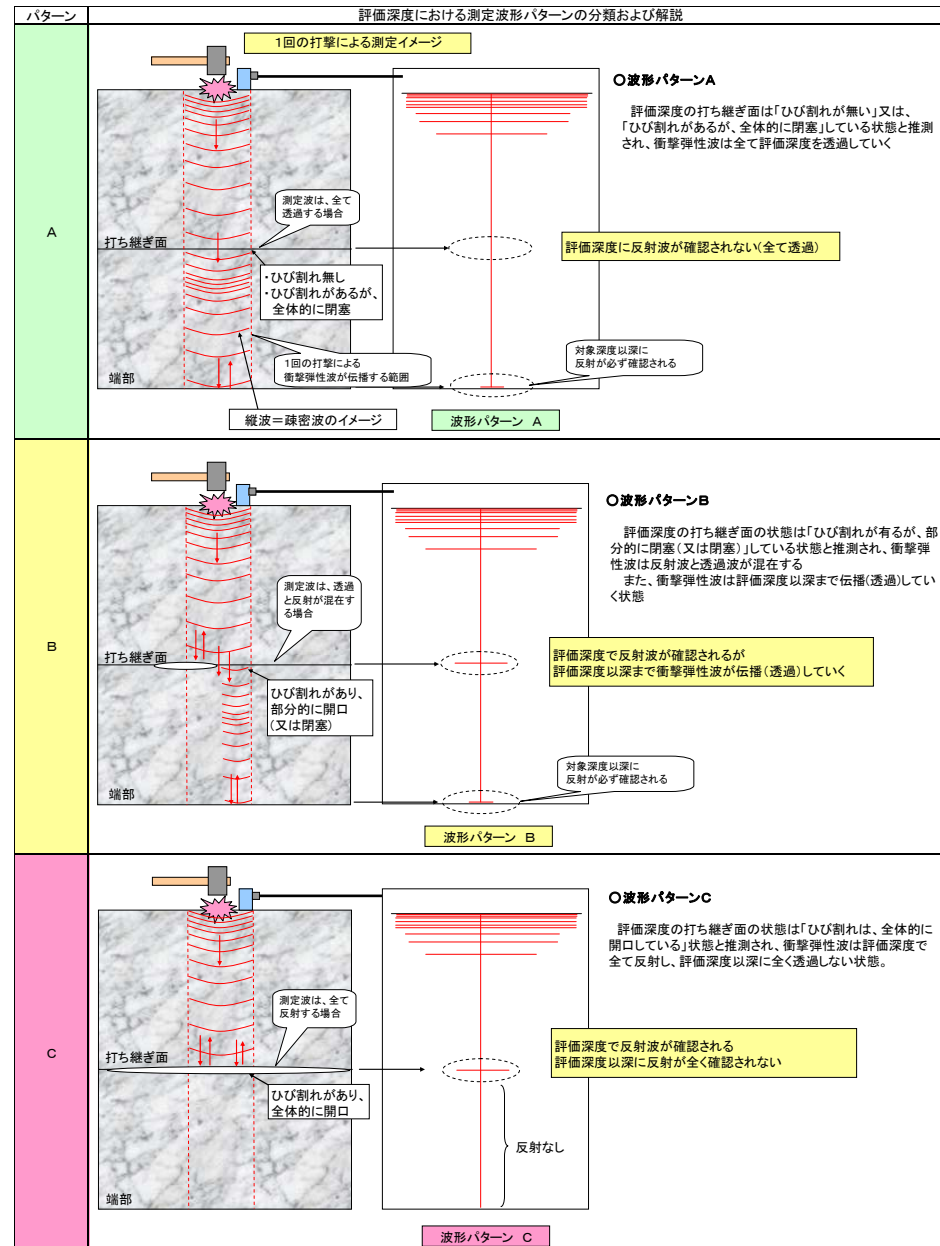 パターン
評価深度における測定波形パターンの分類および解説
A
1回の打撃による測定イメージ
測定波は、全て
透過する場合
打ち継ぎ面
・ひび割れ無し
・ひび割れがあるが、
全体的に閉塞
1回の打撃による
衝撃弾性波が伝播する範囲
端部
縦波=疎密波のイメージ
対象深度以深に
反射が必ず確認される
波形パターン A
○波形パターンA
評価深度の打ち継ぎ面は「ひび割れが無い」又は、
「ひび割れがあるが、全体的に閉塞」している状態と推測
され、衝撃弾性波は全て評価深度を透過していく
評価深度に反射波が確認されない(全て透過)
B
測定波は、透過
と反射が混在す
る場合
打ち継ぎ面
ひび割れがあり、
部分的に開口
(又は閉塞)
端部
対象深度以深に
反射が必ず確認される
波形パターン B
○波形パターンB
評価深度の打ち継ぎ面の状態は「ひび割れが有るが、部
分的に閉塞(又は閉塞)」している状態と推測され、衝撃弾
性波は反射波と透過波が混在する
また、衝撃弾性波は評価深度以深まで伝播(透過)してい
く状態
評価深度で反射波が確認されるが
評価深度以深まで衝撃弾性波が伝播(透過)していく
C
測定波は、全て
反射する場合
打ち継ぎ面
ひび割れがあり、
全体的に開口
端部
反射なし
波形パターン C
○波形パターンC
評価深度の打ち継ぎ面の状態は「ひび割れは、全体的に
開口している」状態と推測され、衝撃弾性波は評価深度で
全て反射し、評価深度以深に全く透過しない状態。
評価深度で反射波が確認される
評価深度以深に反射が全く確認されない